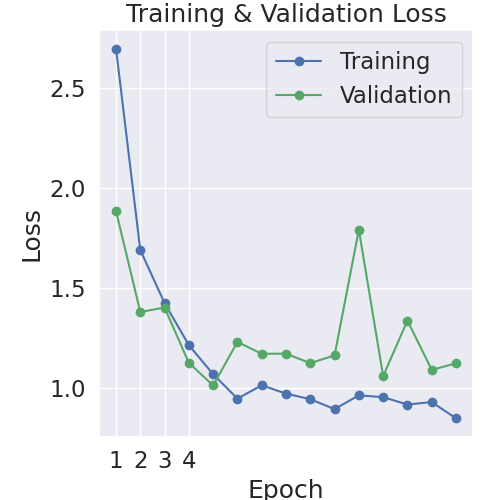 Training & Validation Loss
Training
Validation
2.5
2.0
1.5
1.0
Loss
1 2 3 4
Epoch